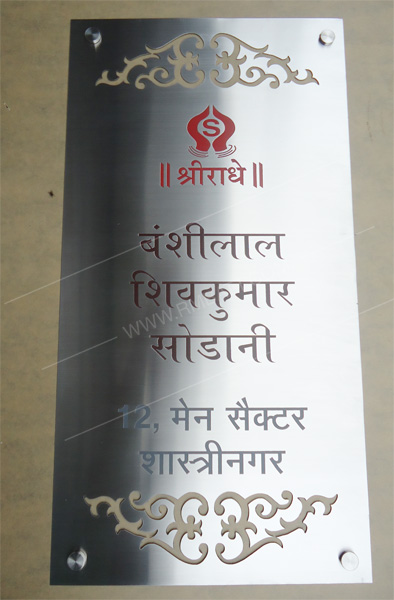 S
॥ श्रीराधे ॥
बंशीलाल
शिवकुमार
सोडानी
12, मेन सैक्टर
शास्त्रीनगर